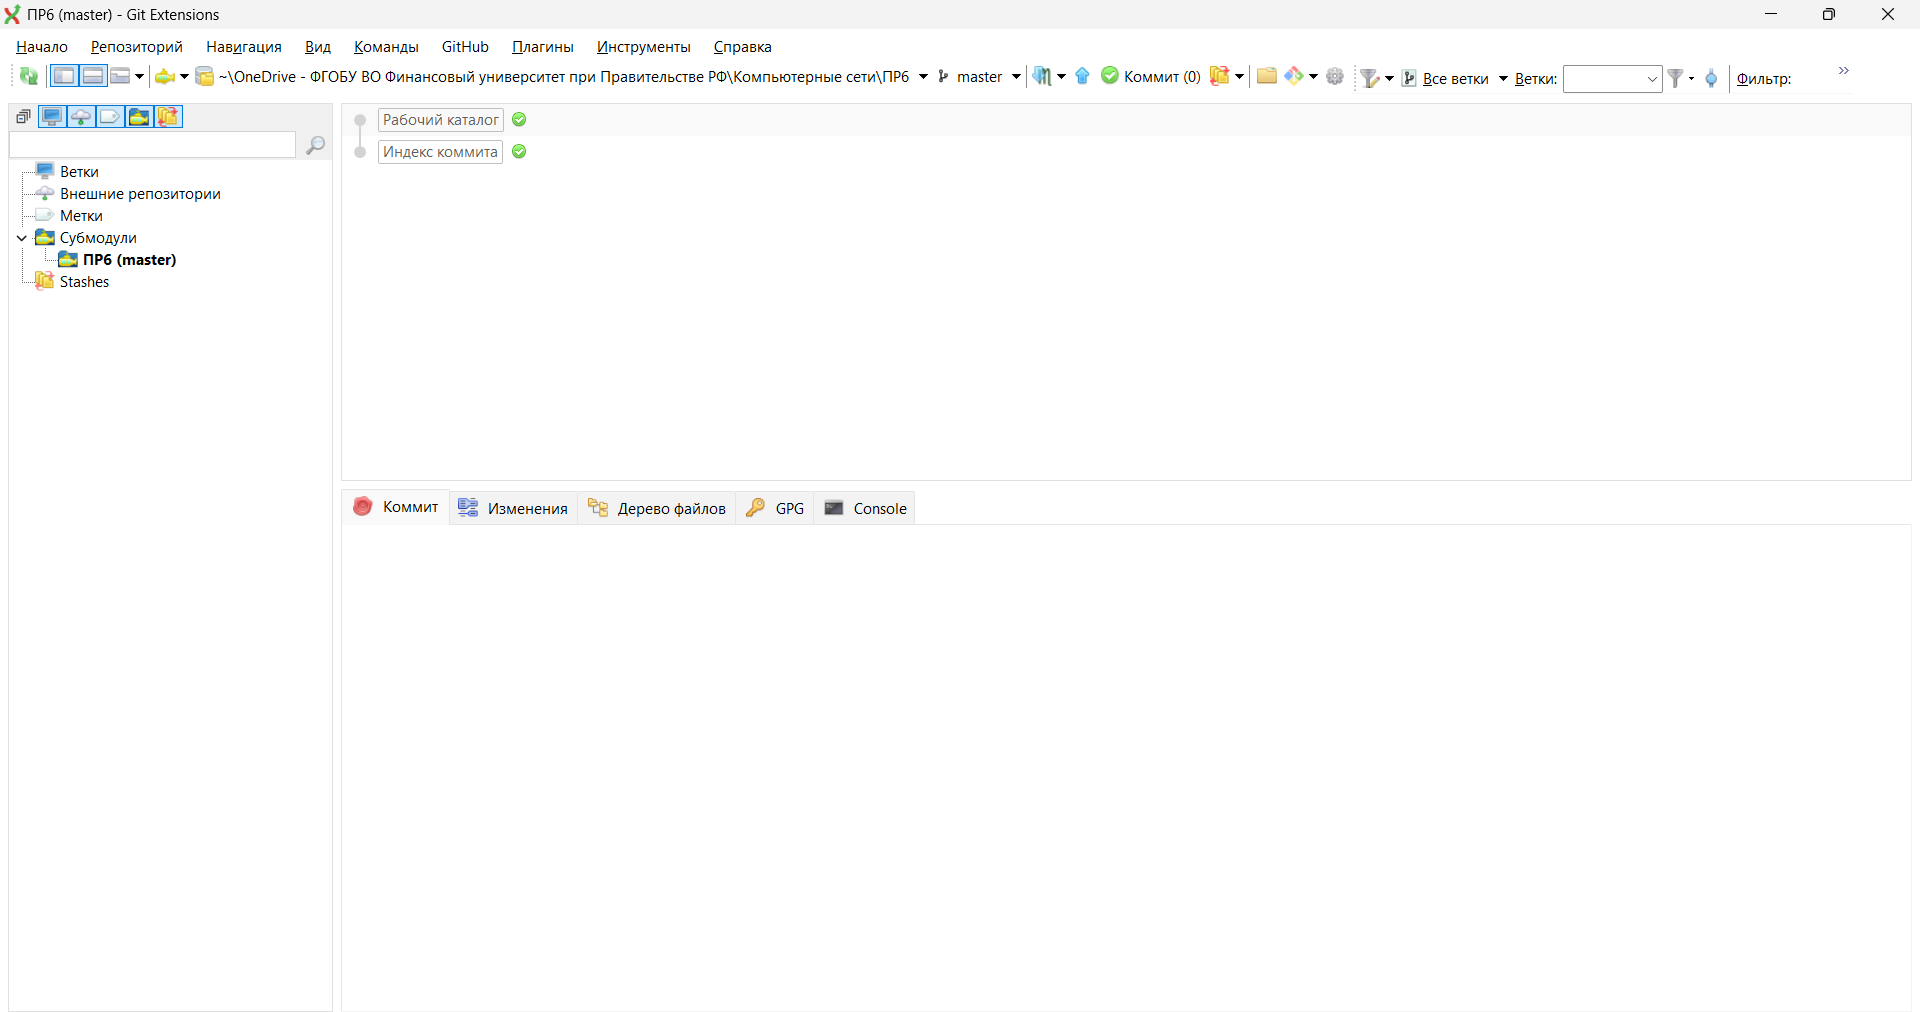 ПР6 (master) - Git Extensions
Начало Репозиторий Навигация Вид Команды GitHub Плагины Инструменты Справка
~\OneDrive - ФГОБУ ВО Финансовый университет при Правительстве РФ\Компьютерные сети\ПР6 master Коммит (0) Все ветки Ветки: Фильтр: »
Рабочий каталог
Индекс коммита
Ветки
Внешние репозитории
Метки
Субмодули
ПР6 (master)
Stashes
Коммит Изменения Дерево файлов GPG Console